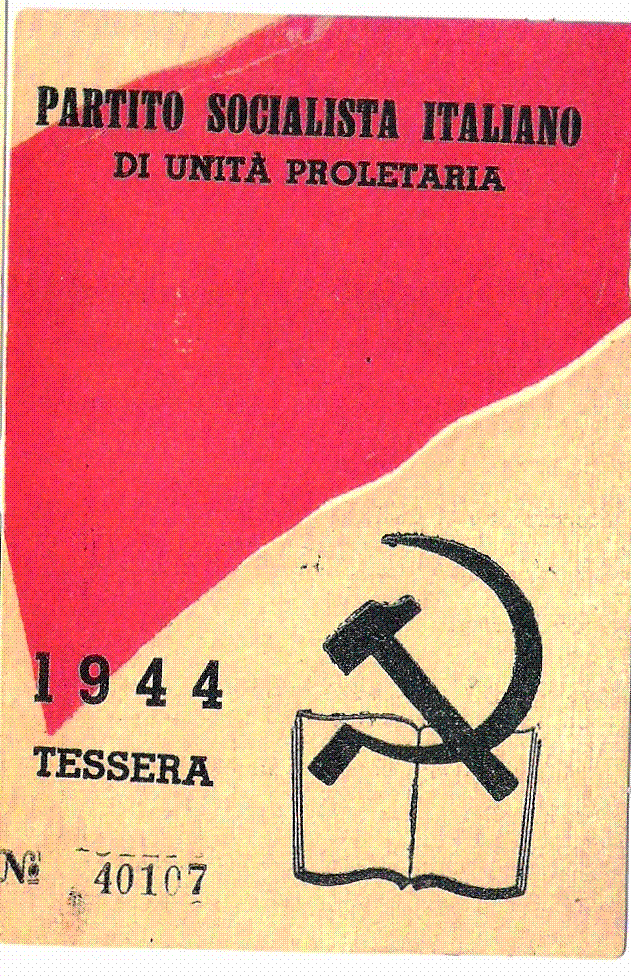 PARTITO SOCIALISTA ITALIANO
DI UNITÀ PROLETARIA
1944
TESSERA
Nº 40107